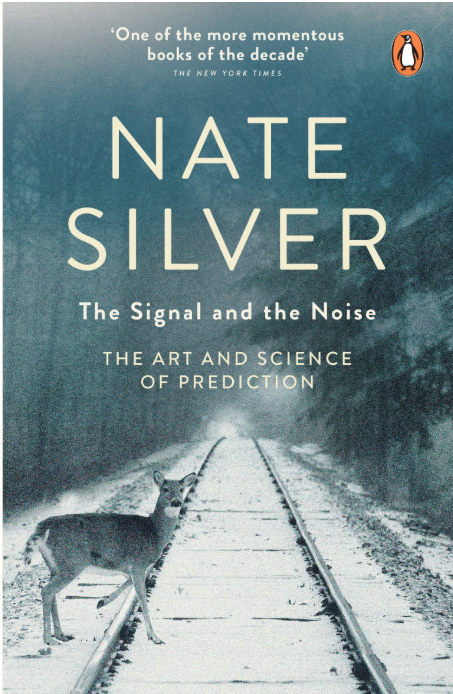 ‘One of the more momentous
books of the decade’
THE NEW YORK TIMES
NATE
SILVER
The Signal and the Noise
THE ART AND SCIENCE
OF PREDICTION